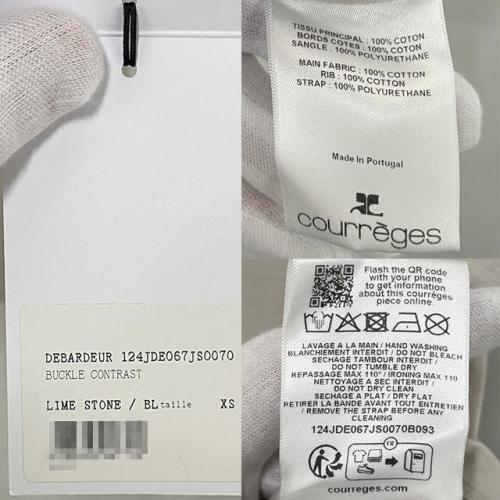 DEBARDEUR 124JDE067JS0070
BUCKLE CONTRAST
LIME STONE / BL taille XS
TISSU PRINCIPAL : 100% COTON
BORDS COTES : 100% COTON
SANGLE : 100% POLYURETHANE
MAIN FABRIC : 100% COTTON
RIB : 100% COTTON
STRAP : 100% POLYURETHANE
Made in Portugal
courrèges
Flash the QR code
with your phone
to get information
about this courrèges
piece online
LAVAGE A LA MAIN / HAND WASHING
BLANCHIMENT INTERDIT / DO NOT BLEACH
SECHAGE TAMBOUR INTERDIT /
DO NOT TUMBLE DRY
REPASSAGE MAX 110° / IRONING MAX 110
NETTOYAGE A SEC INTERDIT /
DO NOT DRY CLEAN
SECHAGE A PLAT / DRY FLAT
RETIRER LA BANDE AVANT TOUT ENTRETIEN
/ REMOVE THE STRAP BEFORE ANY
CLEANING
124JDE067JS0070B093
FR
courreges.com